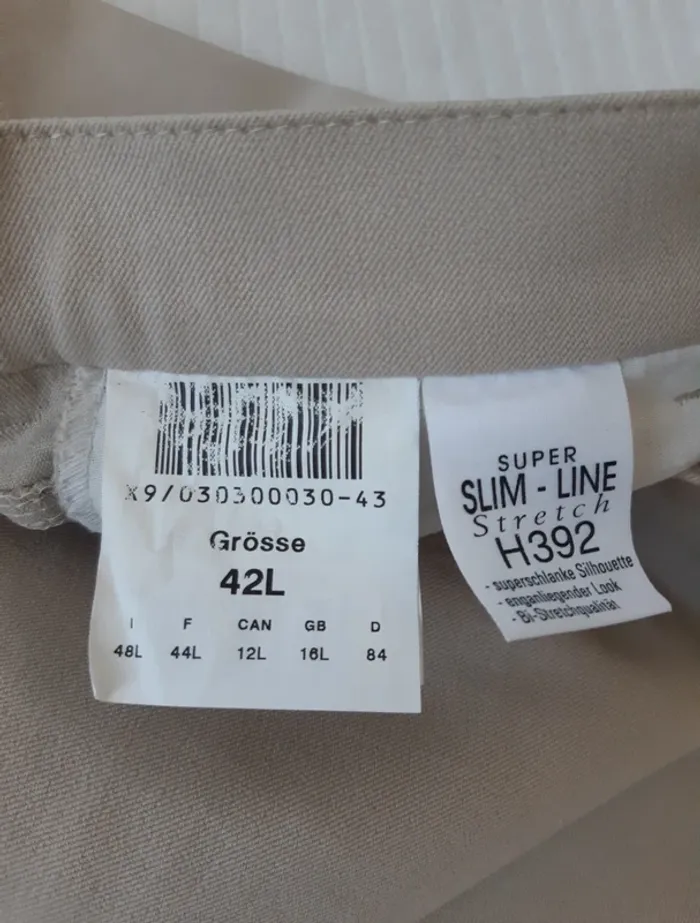 X9/030300030-43
Grösse
42L
I F CAN GB D
48L 44L 12L 16L 84
SUPER
SLIM - LINE
Stretch
H392
- superschlanke Silhouette
- enganliegender Look
- Bi-Stretchqualität